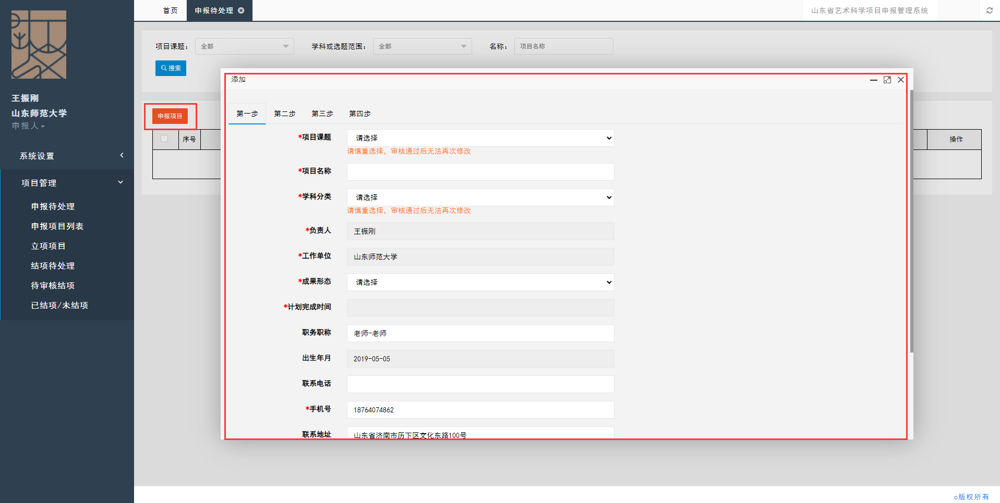 首页
申报待处理
山东省艺术科学项目申报管理系统
王振刚
山东师范大学
申报人
系统设置
项目管理
申报待处理
申报项目列表
立项项目
结项待处理
待审核结项
已结项/未结项
项目课题： 全部 学科或选题范围： 全部 名称： 项目名称
搜索
申报项目
序号
操作
添加
第一步 第二步 第三步 第四步
*项目课题 请选择
请慎重选择，审核通过后无法再次修改
*项目名称
*学科分类 请选择
请慎重选择，审核通过后无法再次修改
*负责人 王振刚
*工作单位 山东师范大学
*成果形态 请选择
*计划完成时间
职务职称 老师-老师
出生年月 2019-05-05
联系电话
*手机号 18764074862
联系地址 山东省济南市历下区文化东路100号
c版权所有